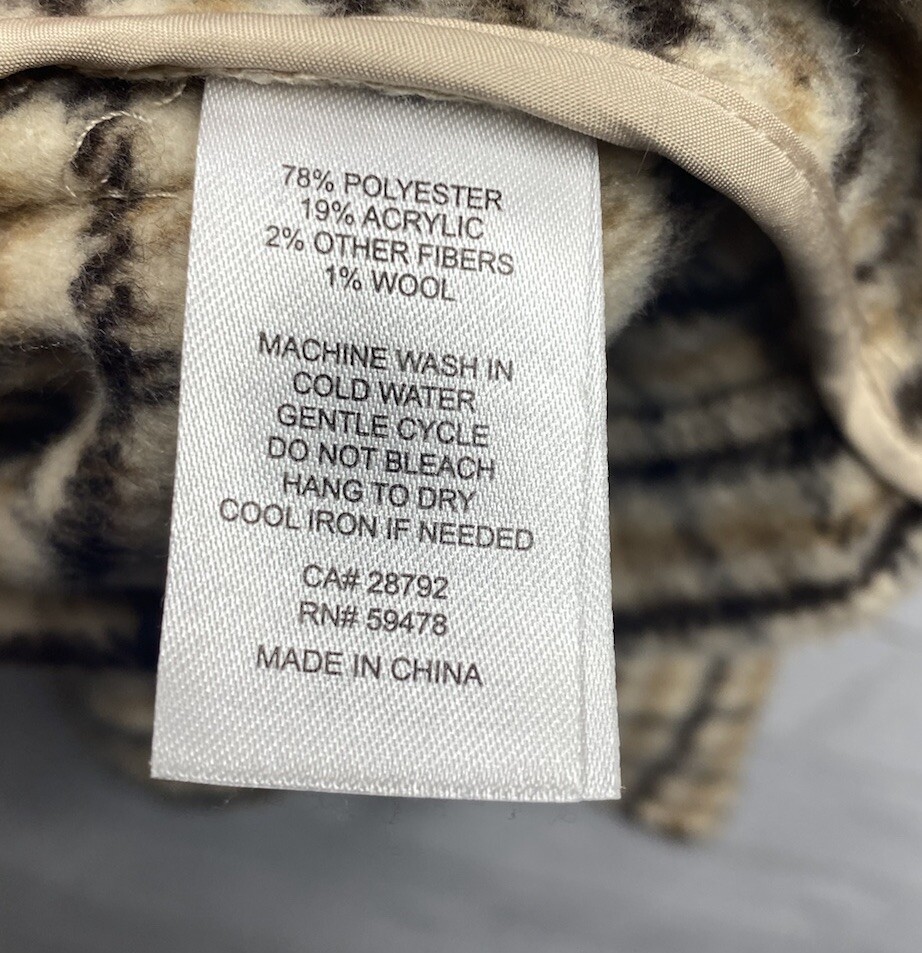 78% POLYESTER
19% ACRYLIC
2% OTHER FIBERS
1% WOOL
MACHINE WASH IN
COLD WATER
GENTLE CYCLE
DO NOT BLEACH
HANG TO DRY
COOL IRON IF NEEDED
CA# 28792
RN# 59478
MADE IN CHINA